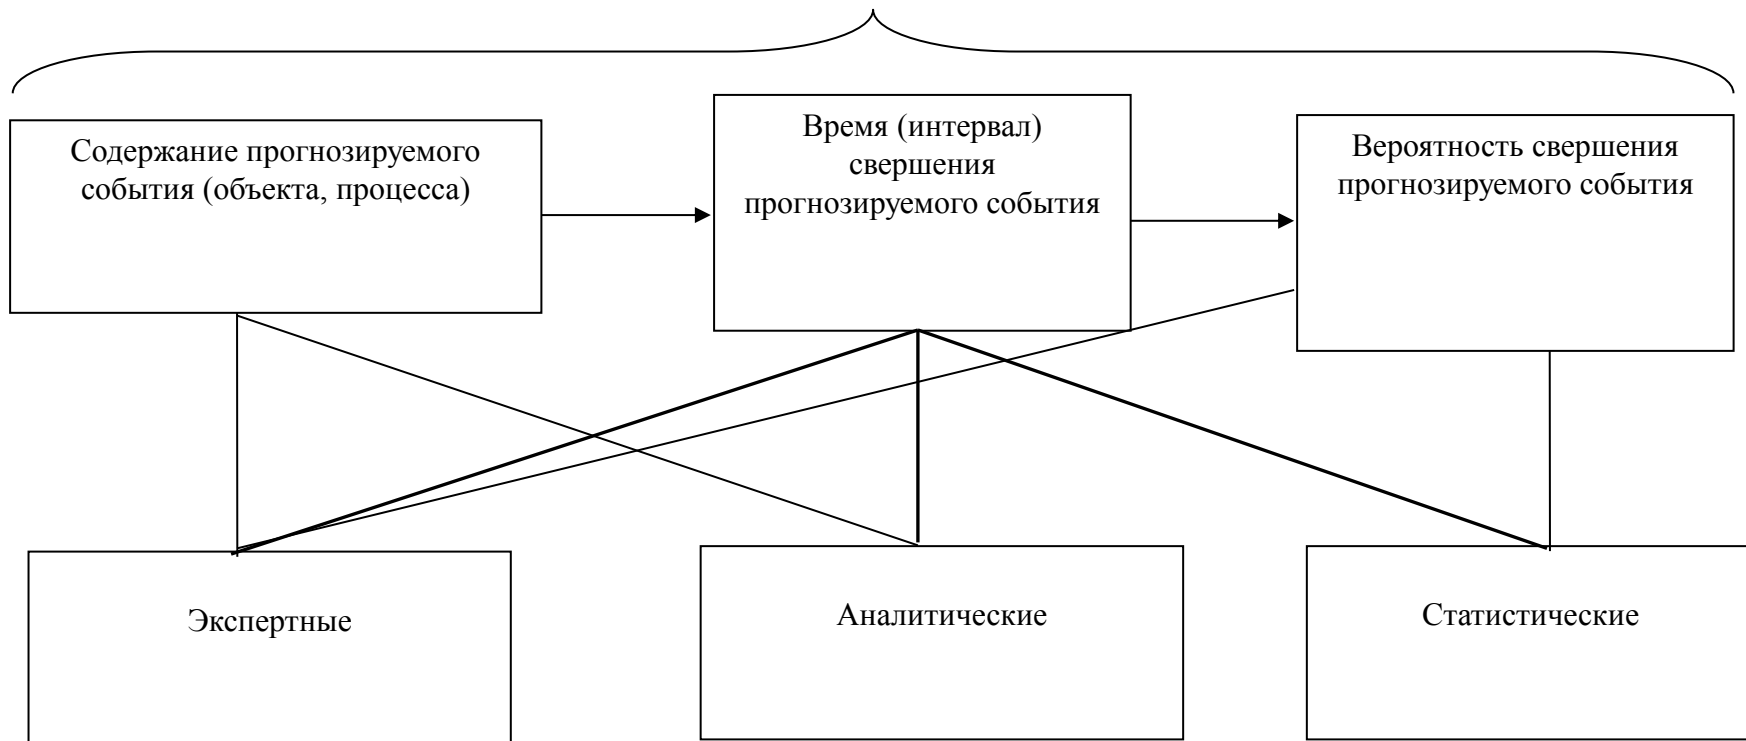 Содержание прогнозируемого
события (объекта, процесса)
Время (интервал)
свершения
прогнозируемого события
Вероятность свершения
прогнозируемого события
Экспертные
Аналитические
Статистические